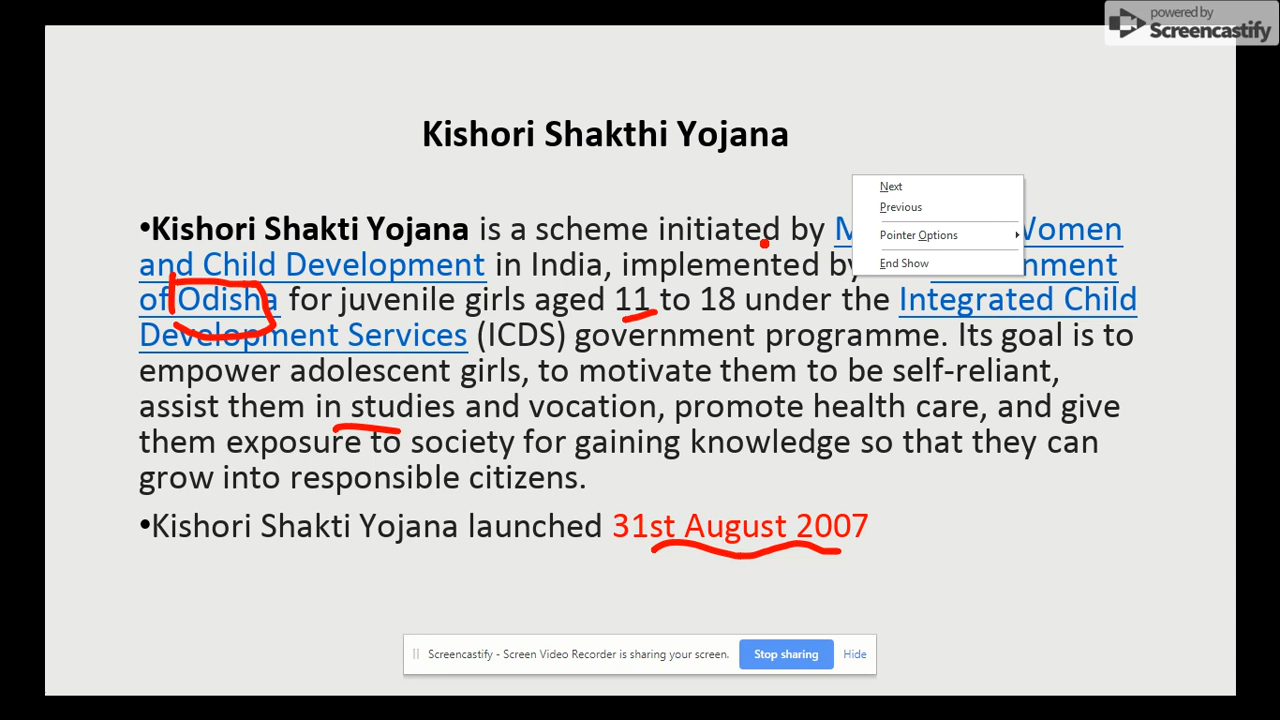 powered by
Screencastify
Kishori Shakthi Yojana
•Kishori Shakti Yojana is a scheme initiated by Women
and Child Development in India, implemented by
of Odisha for juvenile girls aged 11 to 18 under the Integrated Child
Development Services (ICDS) government programme. Its goal is to
empower adolescent girls, to motivate them to be self-reliant,
assist them in studies and vocation, promote health care, and give
them exposure to society for gaining knowledge so that they can
grow into responsible citizens.
•Kishori Shakti Yojana launched 31st August 2007
Next
Previous
Pointer Options
End Show
Screencastify - Screen Video Recorder is sharing your screen.
Stop sharing
Hide